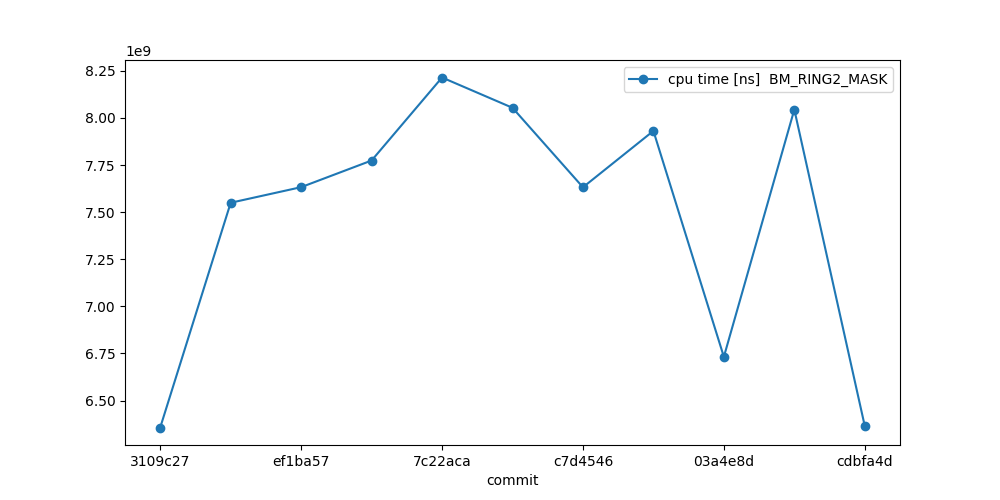 1e9
cpu time [ns]  BM_RING2_MASK
8.25
8.00
7.75
7.50
7.25
7.00
6.75
6.50
3109c27
ef1ba57
7c22aca
c7d4546
03a4e8d
cdbfa4d
commit